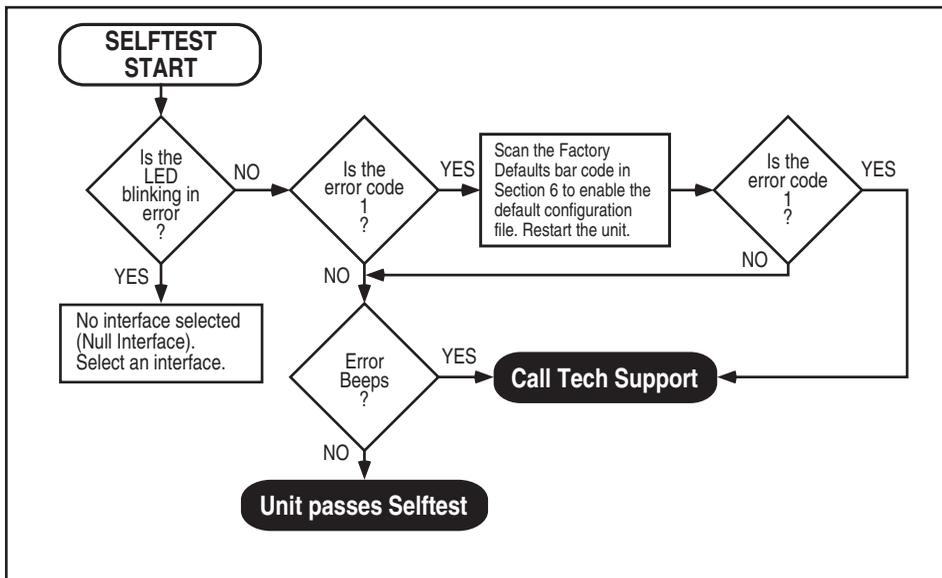 SELFTEST
START
Is the
LED
blinking in
error
?
NO
YES
No interface selected
(Null Interface).
Select an interface.
Is the
error code
1
?
YES
NO
Scan the Factory
Defaults bar code in
Section 6 to enable the
default configuration
file. Restart the unit.
Is the
error code
1
?
YES
NO
Error
Beeps
?
YES
NO
Call Tech Support
Unit passes Selftest